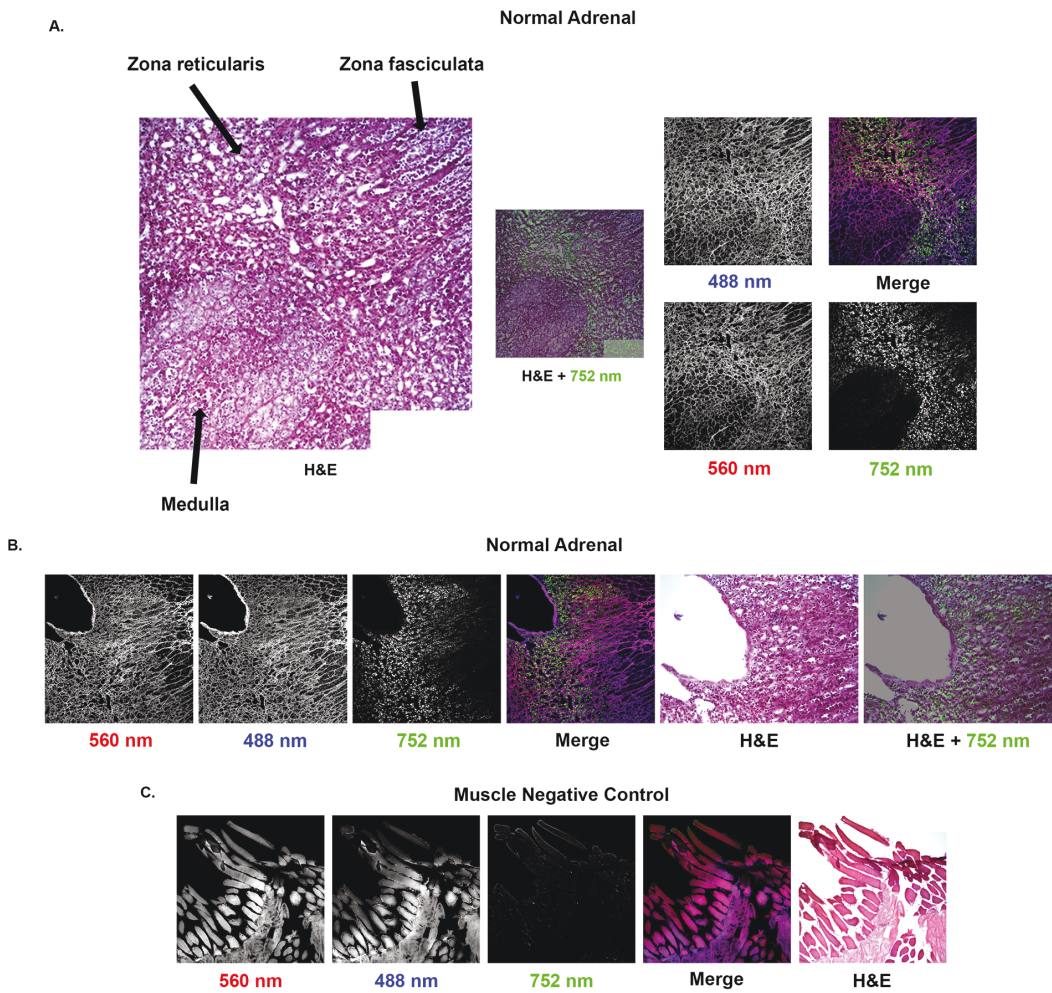 Normal Adrenal
A.
Zona reticularis
Zona fasciculata
488 nm
Merge
H&E + 752 nm
560 nm
752 nm
H&E
Medulla
B.
Normal Adrenal
560 nm
488 nm
752 nm
Merge
H&E
H&E + 752 nm
C.
Muscle Negative Control
560 nm
488 nm
752 nm
Merge
H&E